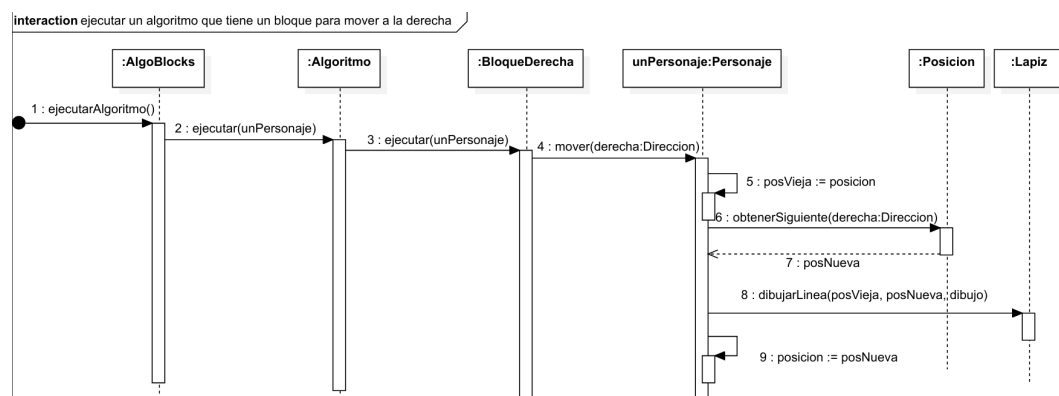 interaction ejecutar un algoritmo que tiene un bloque para mover a la derecha
:AlgoBlocks
:Algoritmo
:BloqueDerecha
unPersonaje:Personaje
:Posicion
:Lapiz
1 : ejecutarAlgoritmo()
2 : ejecutar(unPersonaje)
3 : ejecutar(unPersonaje)
4 : mover(derecha:Direccion)
5 : posVieja := posicion
6 : obtenerSiguiente(derecha:Direccion)
7 : posNueva
8 : dibujarLinea(posVieja, posNueva, dibujo)
9 : posicion := posNueva